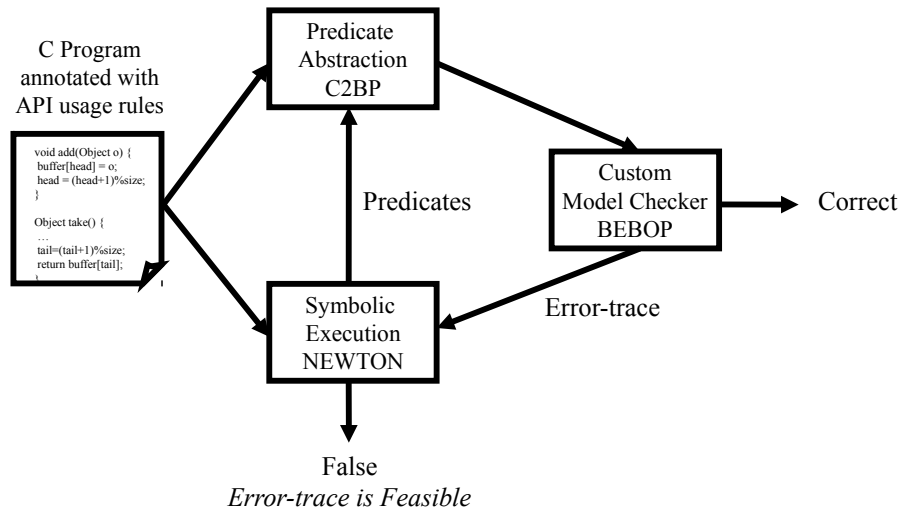 C Program
annotated with
API usage rules
void add(Object o) {
buffer[head] = o;
head = (head+1)%size;
}
Object take() {
…
tail=(tail+1)%size;
return buffer[tail];
}
Predicate
Abstraction
C2BP
Predicates
Custom
Model Checker
BEBOP
Correct
Error-trace
Symbolic
Execution
NEWTON
False
Error-trace is Feasible